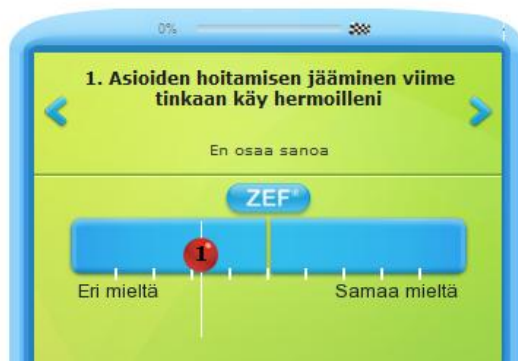 0%
1. Asioiden hoitamisen jääminen viime
tinkaan käy hermoilleni
En osaa sanoa
ZEF®
1
Eri mieltä
Samaa mieltä